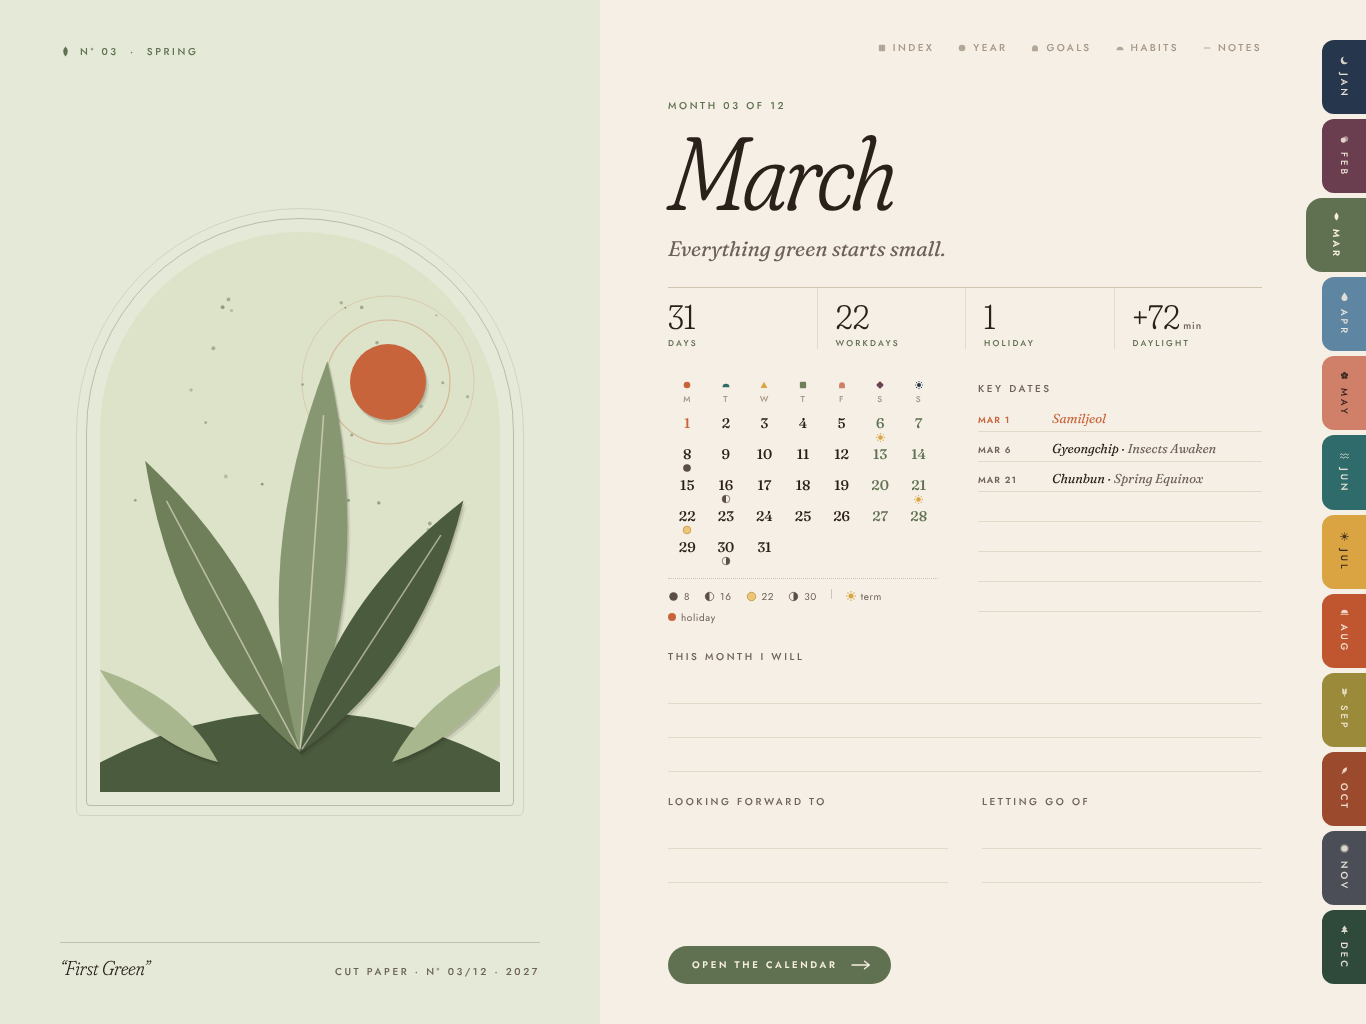 N° 03 · SPRING
INDEX YEAR GOALS HABITS NOTES
MONTH 03 OF 12
March
Everything green starts small.
31 22 1 +72 min
DAYS WORKDAYS HOLIDAY DAYLIGHT
M T W T F S S
1 2 3 4 5 6 7
8 9 10 11 12 13 14
15 16 17 18 19 20 21
22 23 24 25 26 27 28
29 30 31
8 16 22 30 term
holiday
KEY DATES
MAR 1 Samiljeol
MAR 6 Gyeongchip · Insects Awaken
MAR 21 Chunbun · Spring Equinox
THIS MONTH I WILL
LOOKING FORWARD TO LETTING GO OF
OPEN THE CALENDAR
“First Green”
CUT PAPER · N° 03/12 · 2027
JAN
FEB
MAR
APR
MAY
JUN
JUL
AUG
SEP
OCT
NOV
DEC